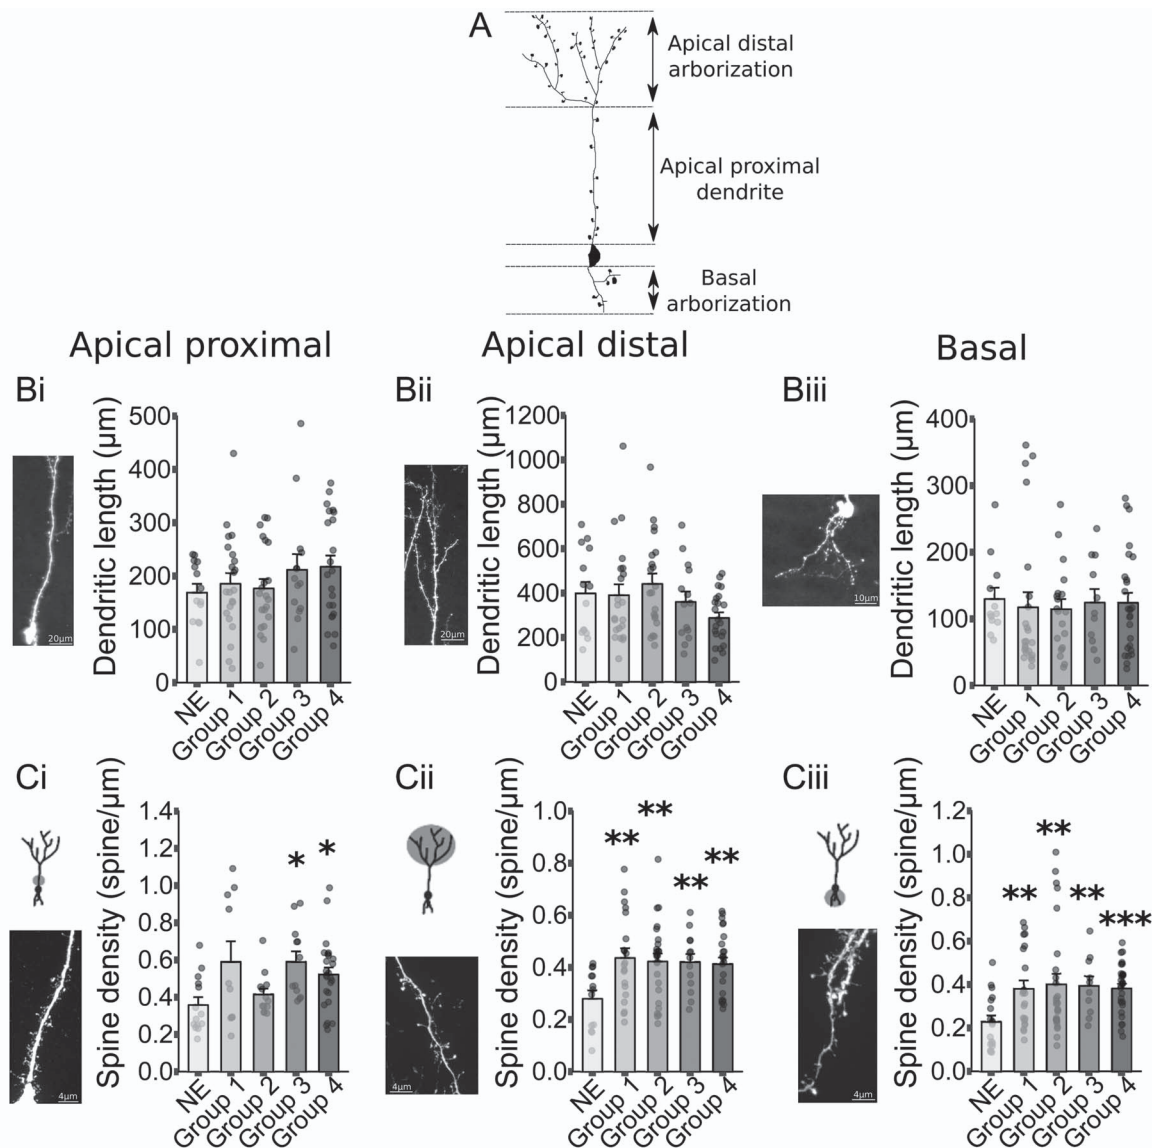 A
Apical distal
arborization
Apical proximal
dendrite
Basal
arborization
Apical proximal
Apical distal
Basal
Bi
Dendritic length (µm)
500
400
300
200
100
0
NE
Group 1
Group 2
Group 3
Group 4
20µm
Bii
Dendritic length (µm)
1200
1000
800
600
400
200
0
NE
Group 1
Group 2
Group 3
Group 4
20µm
Biii
Dendritic length (µm)
400
300
200
100
0
NE
Group 1
Group 2
Group 3
Group 4
10µm
Ci
Spine density (spine/µm)
1.4
1.2
1.0
0.8
0.6
0.4
0.2
0.0
* *
NE
Group 1
Group 2
Group 3
Group 4
4µm
Cii
Spine density (spine/µm)
1.0
0.8
0.6
0.4
0.2
0.0
** ** ** **
NE
Group 1
Group 2
Group 3
Group 4
4µm
Ciii
Spine density (spine/µm)
1.2
1.0
0.8
0.6
0.4
0.2
0.0
** ** ** ***
NE
Group 1
Group 2
Group 3
Group 4
4µm